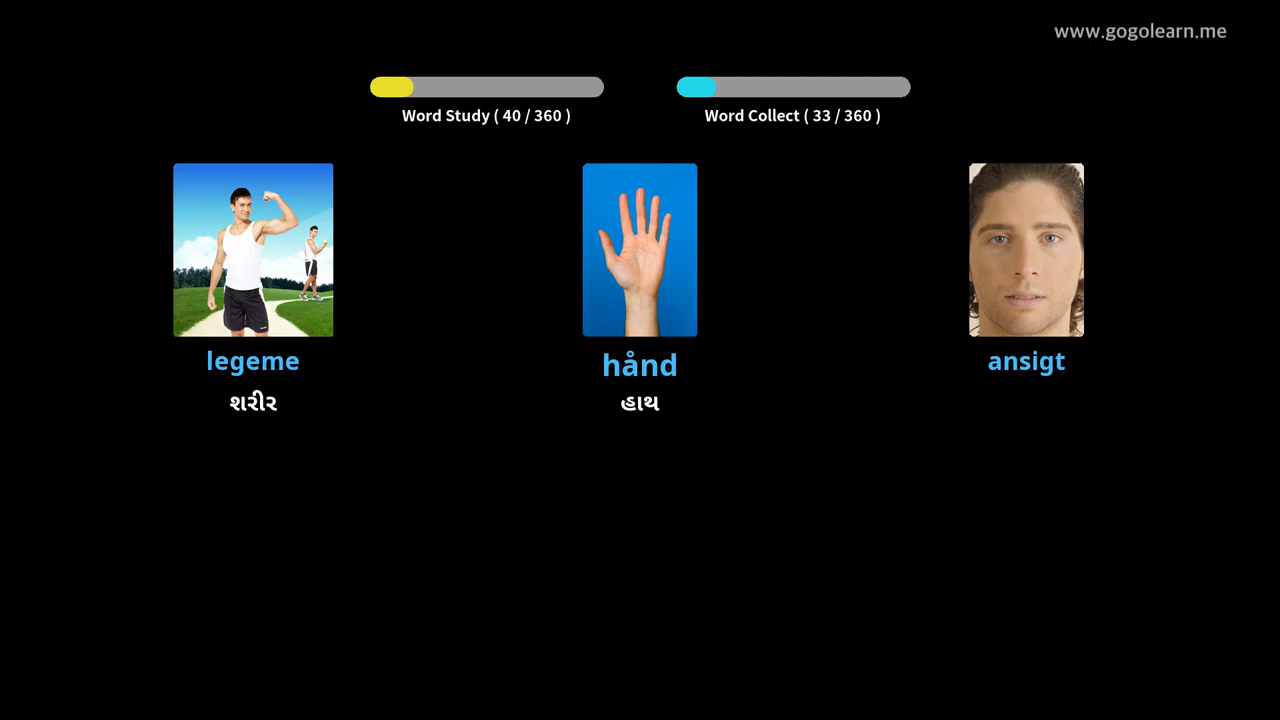 www.gogolearn.me
Word Study ( 40 / 360 )
Word Collect ( 33 / 360 )
legeme
hånd
ansigt
શરીર
હાથ